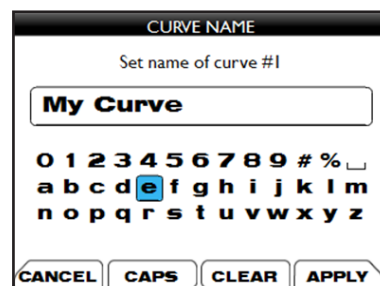 CURVE NAME
Set name of curve #1
My Curve
0 1 2 3 4 5 6 7 8 9 # % ⎵
a b c d e f g h i j k l m
n o p q r s t u v w x y z
CANCEL CAPS CLEAR APPLY